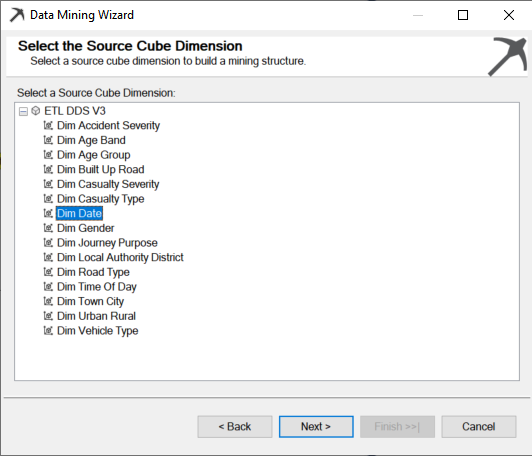 Data Mining Wizard
Select the Source Cube Dimension
Select a source cube dimension to build a mining structure.
Select a Source Cube Dimension:
ETL DDS V3
Dim Accident Severity
Dim Age Band
Dim Age Group
Dim Built Up Road
Dim Casualty Severity
Dim Casualty Type
Dim Date
Dim Gender
Dim Journey Purpose
Dim Local Authority District
Dim Road Type
Dim Time Of Day
Dim Town City
Dim Urban Rural
Dim Vehicle Type
< Back Next > Finish >>| Cancel